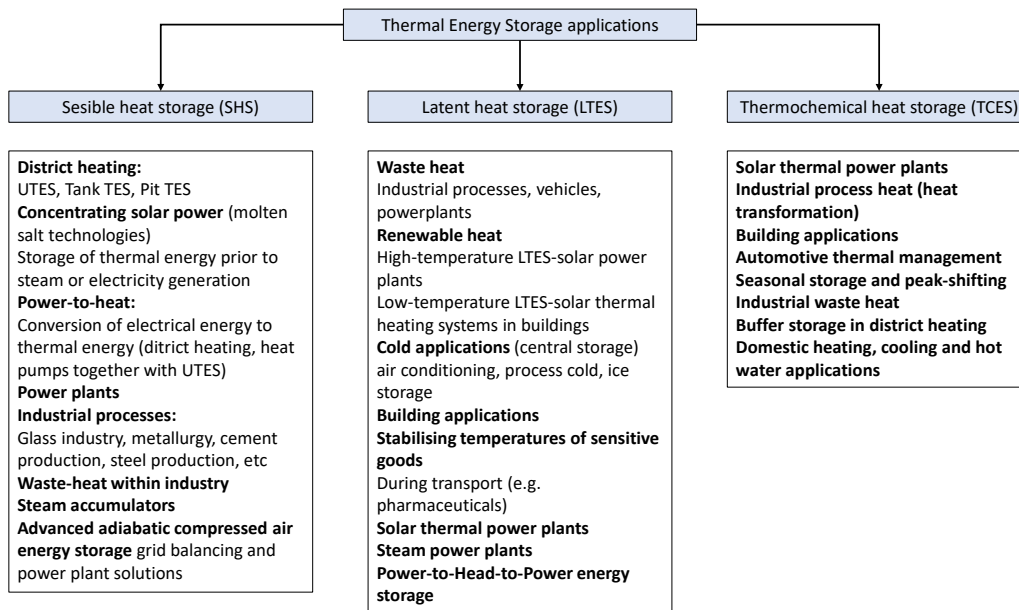 Thermal Energy Storage applications
Sesible heat storage (SHS)
District heating:
UTES, Tank TES, Pit TES
Concentrating solar power (molten
salt technologies)
Storage of thermal energy prior to
steam or electricity generation
Power-to-heat:
Conversion of electrical energy to
thermal energy (ditrict heating, heat
pumps together with UTES)
Power plants
Industrial processes:
Glass industry, metallurgy, cement
production, steel production, etc
Waste-heat within industry
Steam accumulators
Advanced adiabatic compressed air
energy storage grid balancing and
power plant solutions
Latent heat storage (LTES)
Waste heat
Industrial processes, vehicles,
powerplants
Renewable heat
High-temperature LTES-solar power
plants
Low-temperature LTES-solar thermal
heating systems in buildings
Cold applications (central storage)
air conditioning, process cold, ice
storage
Building applications
Stabilising temperatures of sensitive
goods
During transport (e.g.
pharmaceuticals)
Solar thermal power plants
Steam power plants
Power-to-Head-to-Power energy
storage
Thermochemical heat storage (TCES)
Solar thermal power plants
Industrial process heat (heat
transformation)
Building applications
Automotive thermal management
Seasonal storage and peak-shifting
Industrial waste heat
Buffer storage in district heating
Domestic heating, cooling and hot
water applications